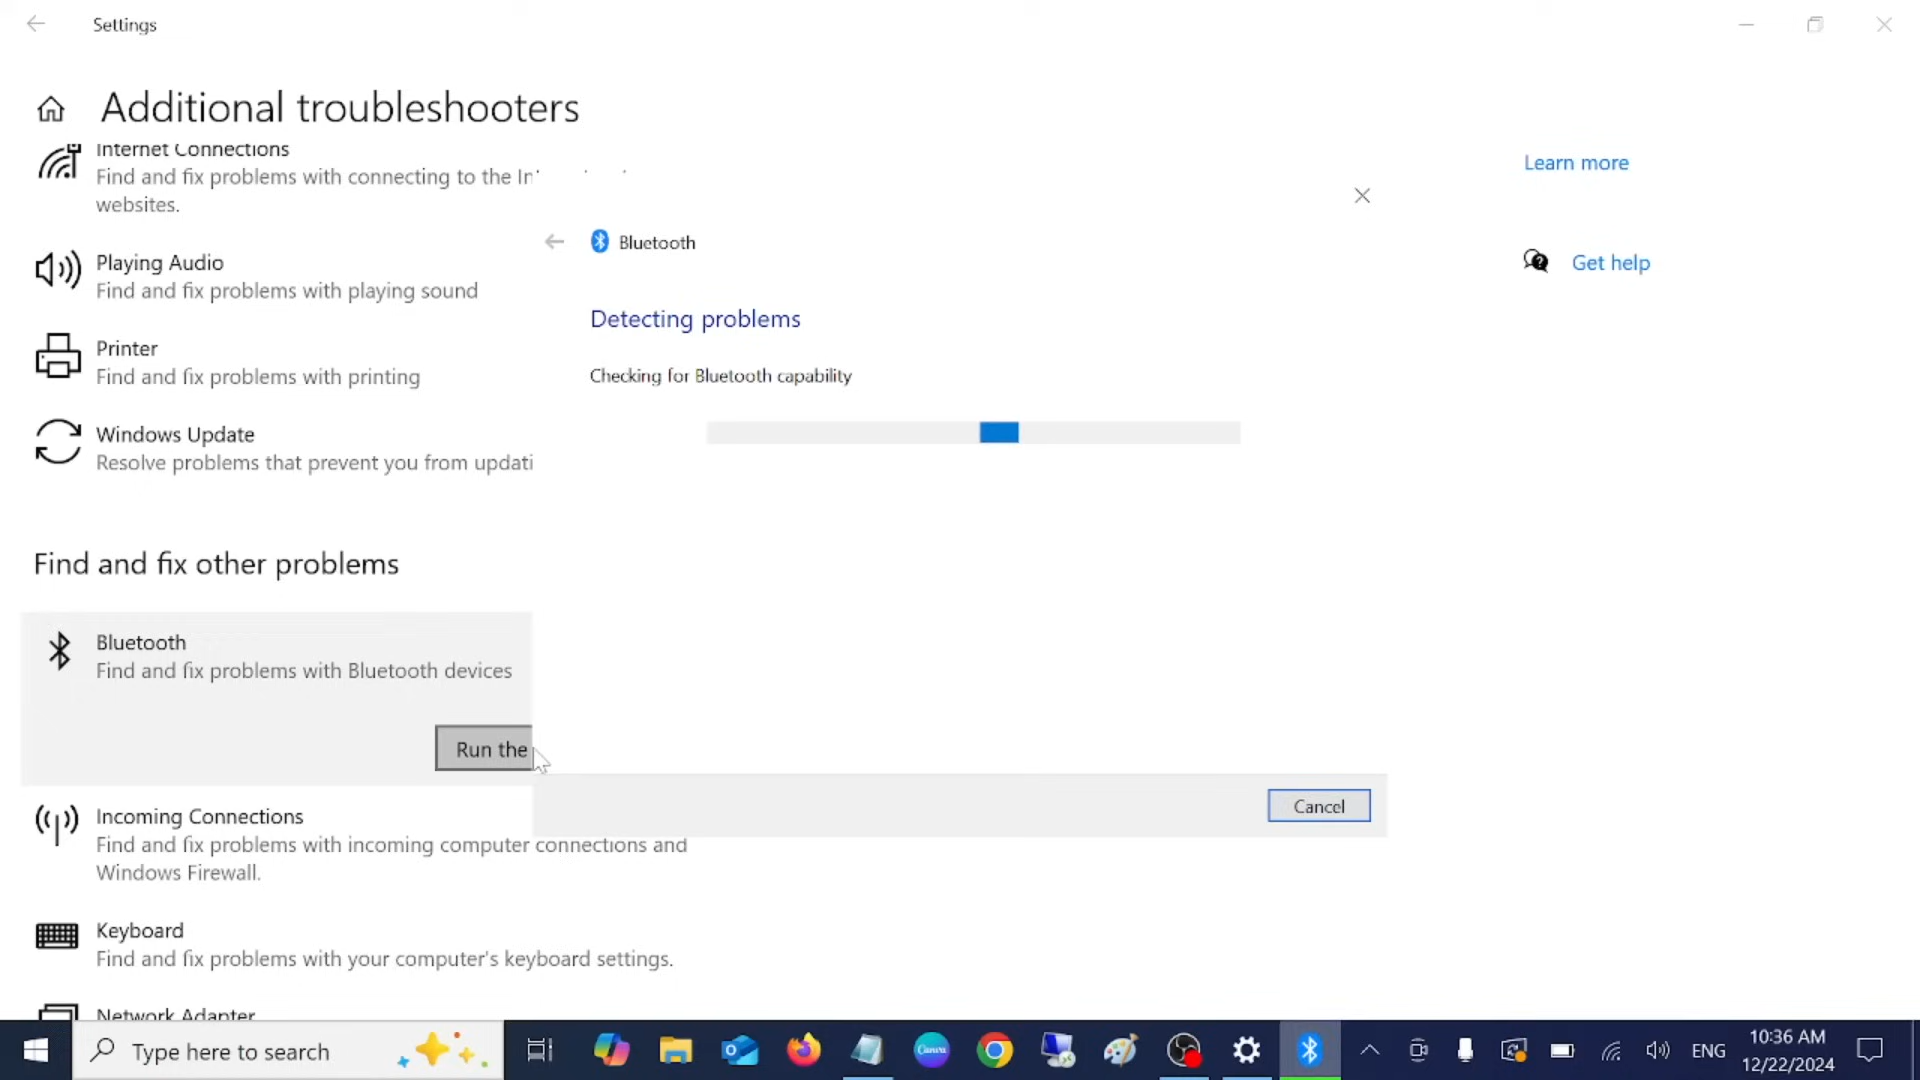 Settings
Additional troubleshooters
Internet Connections
Find and fix problems with connecting to the
websites.
Playing Audio
Find and fix problems with playing sound
Printer
Find and fix problems with printing
Windows Update
Resolve problems that prevent you from updati
Find and fix other problems
Bluetooth
Find and fix problems with Bluetooth devices
Run the
Incoming Connections
Find and fix problems with incoming computer connections and
Windows Firewall.
Keyboard
Find and fix problems with your computer's keyboard settings.
Network Adapter
Bluetooth
Detecting problems
Checking for Bluetooth capability
Cancel
Learn more
Get help
Type here to search
Canva
ENG
10:36 AM
12/22/2024